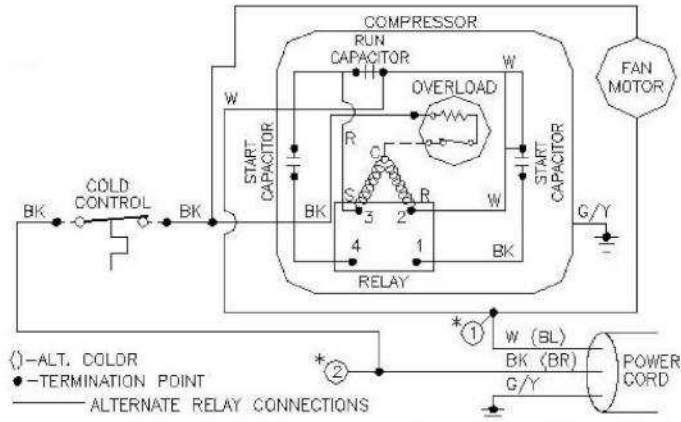 COMPRESSOR
RUN
CAPACITOR
W
OVERLOAD
FAN
MOTOR
W
R
START
CAPACITOR
C
START
CAPACITOR
COLD
CONTROL
BK
BK
BK
S
R
3
2
W
G/Y
4
1
BK
RELAY
*1
W (BL)
*2
BK (BR)
POWER
CORD
G/Y
()-ALT. COLOR
-TERMINATION POINT
ALTERNATE RELAY CONNECTIONS